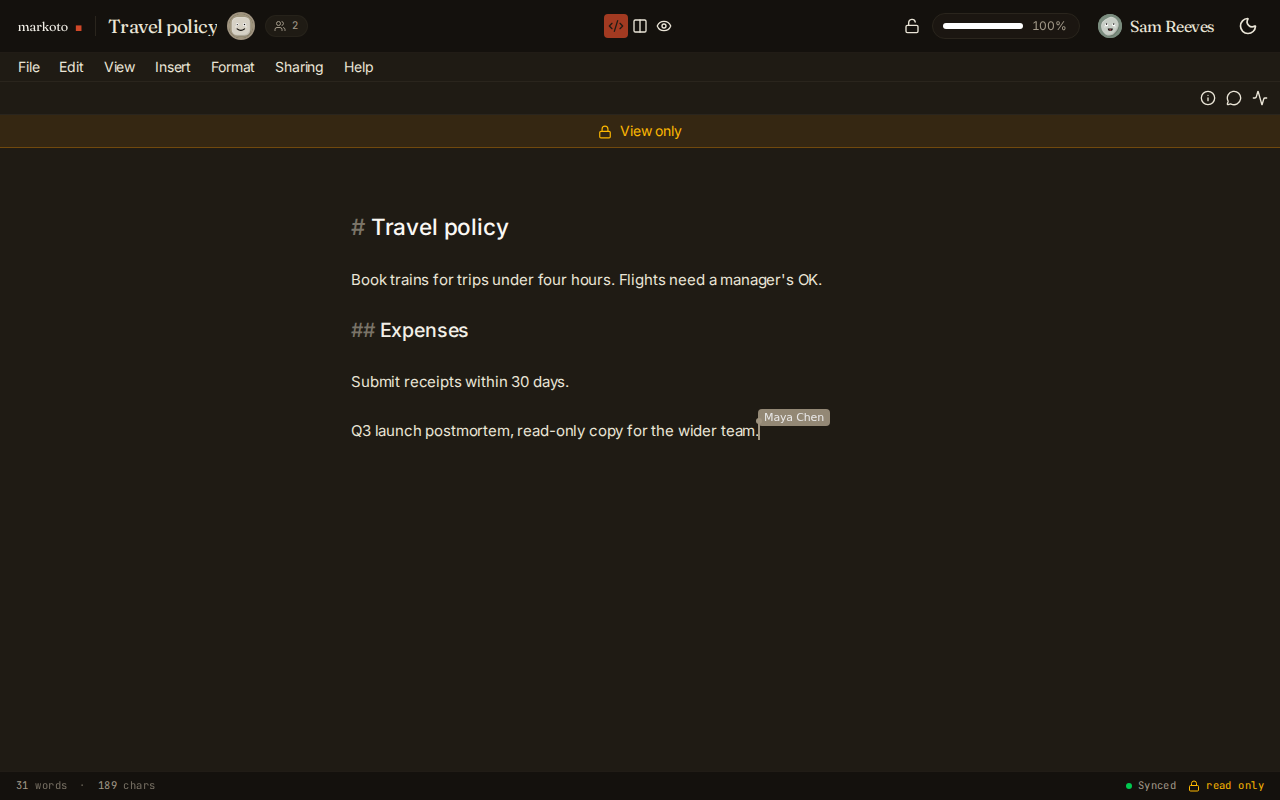 markoto Travel policy 2 100% Sam Reeves
File Edit View Insert Format Sharing Help
View only
# Travel policy
Book trains for trips under four hours. Flights need a manager's OK.
## Expenses
Submit receipts within 30 days.
Maya Chen
Q3 launch postmortem, read-only copy for the wider team.
31 words · 189 chars Synced read only